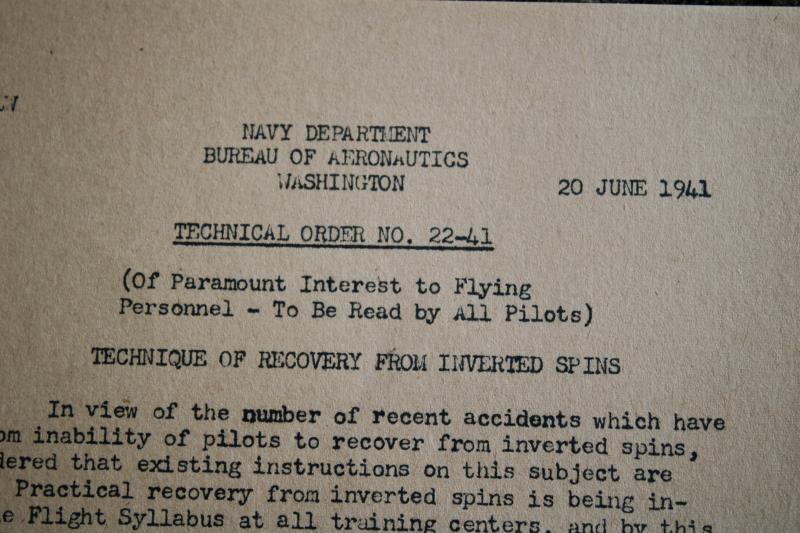 NAVY DEPARTMENT
BUREAU OF AERONAUTICS
WASHINGTON
20 JUNE 1941
TECHNICAL ORDER NO. 22-41
(Of Paramount Interest to Flying
Personnel - To Be Read by All Pilots)
TECHNIQUE OF RECOVERY FROM INVERTED SPINS
In view of the number of recent accidents which have
om inability of pilots to recover from inverted spins,
dered that existing instructions on this subject are
Practical recovery from inverted spins is being in-
e Flight Syllabus at all training centers, and by this